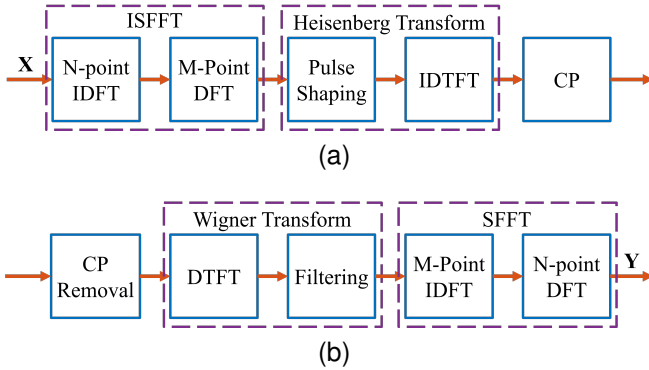 ISFFT
Heisenberg Transform
X
N-point
IDFT
M-Point
DFT
Pulse
Shaping
IDTFT
CP
(a)
Wigner Transform
SFFT
CP
Removal
DTFT
Filtering
M-Point
IDFT
N-point
DFT
Y
(b)